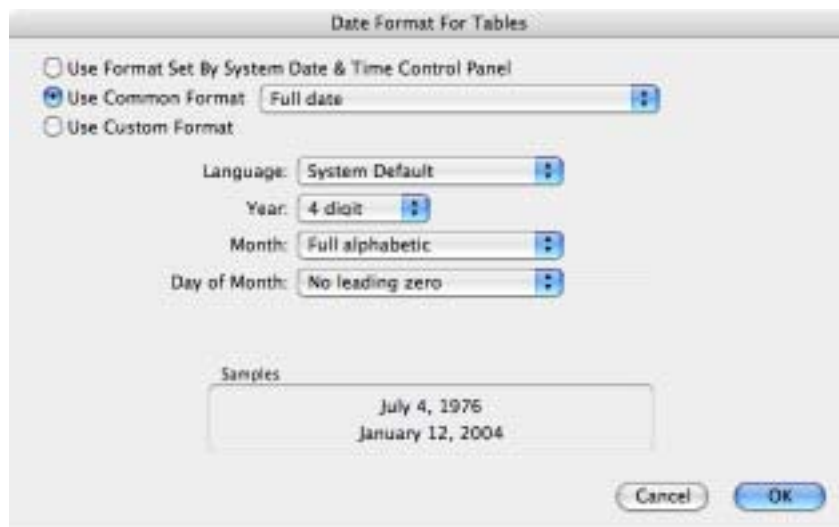 Date Format For Tables
Use Format Set By System Date & Time Control Panel
Use Common Format Full date
Use Custom Format
Language: System Default
Year: 4 digit
Month: Full alphabetic
Day of Month: No leading zero
Samples
July 4, 1976
January 12, 2004
Cancel OK